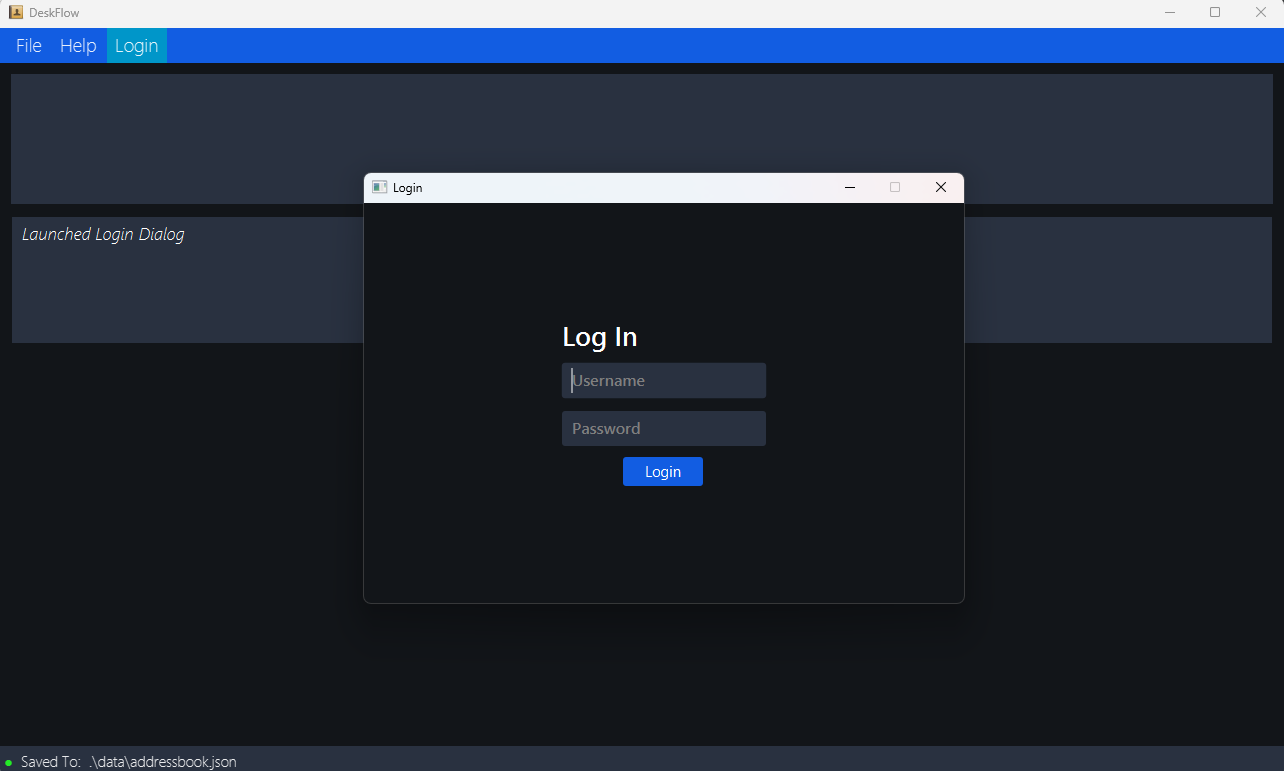 DeskFlow
File Help Login
Login
Launched Login Dialog
Log In
Username
Password
Login
Saved To: .\data\addressbook.json